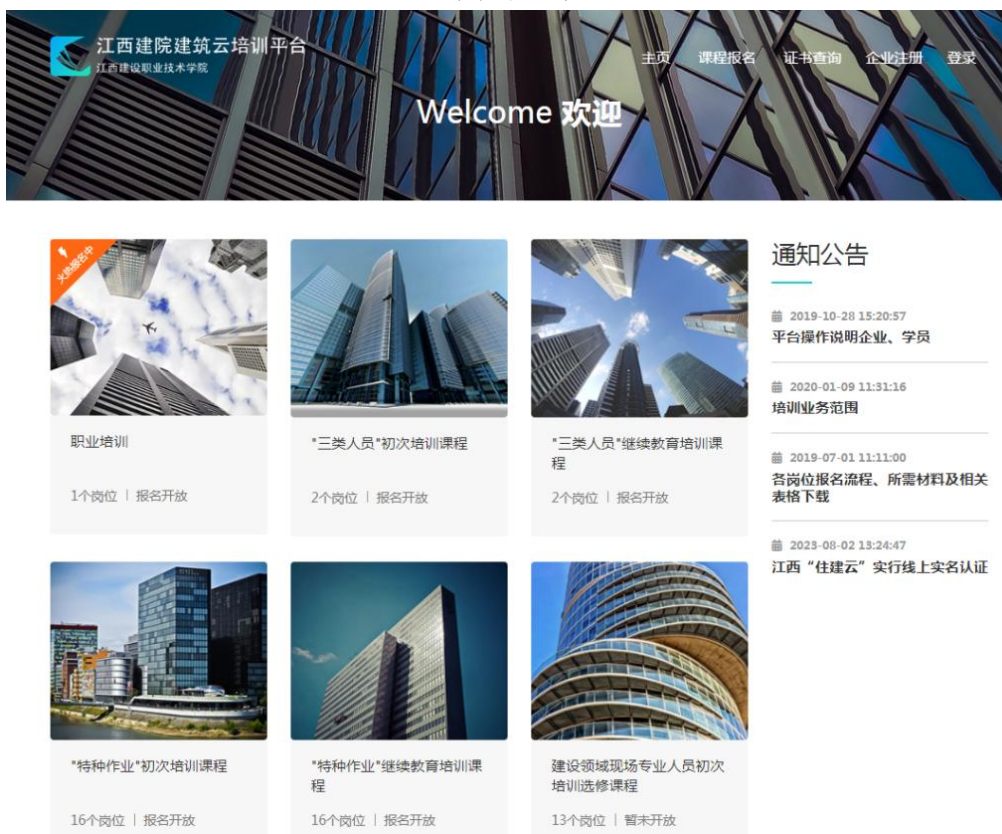 江西建院建筑云培训平台
江西建设职业技术学院
主页 课程报名 证书查询 企业注册 登录
Welcome 欢迎
火热报名中
职业培训
1个岗位 | 报名开放
"三类人员"初次培训课程
2个岗位 | 报名开放
"三类人员"继续教育培训课
程
2个岗位 | 报名开放
"特种作业"初次培训课程
16个岗位 | 报名开放
"特种作业"继续教育培训课
程
16个岗位 | 报名开放
建设领域现场专业人员初次
培训选修课程
13个岗位 | 暂未开放
通知公告
2019-10-28 15:20:57
平台操作说明企业、学员
2020-01-09 11:31:16
培训业务范围
2019-07-01 11:11:00
各岗位报名流程、所需材料及相关
表格下载
2023-08-02 13:24:47
江西“住建云”实行线上实名认证